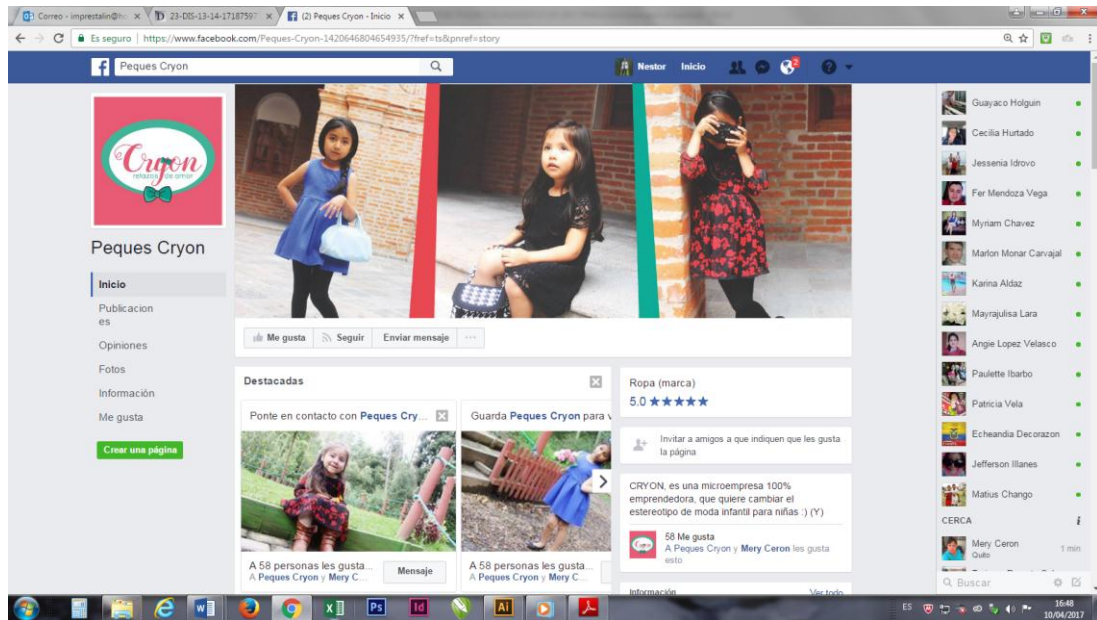 Correo - imprestalin@ho
23-DIS-13-14-17187597
(2) Peques Cryon - Inicio
Es seguro | https://www.facebook.com/Peques-Cryon-1420646804654935/?fref=ts&pnref=story
Peques Cryon
Nestor Inicio
2
Cryon
retazos de amor
Peques Cryon
Inicio
Publicacion
es
Opiniones
Fotos
Información
Me gusta
Crear una página
Me gusta Seguir Enviar mensaje ...
Destacadas
Ponte en contacto con Peques Cry...
A 58 personas les gusta...
A Peques Cryon y Mery C...
Mensaje
Guarda Peques Cryon para v
A 58 personas les gusta...
A Peques Cryon y Mery C...
Ropa (marca)
5.0 ★★★★★
Invitar a amigos a que indiquen que les gusta
la página
CRYON, es una microempresa 100%
emprendedora, que quiere cambiar el
estereotipo de moda infantil para niñas :) (Y)
58 Me gusta
A Peques Cryon y Mery Ceron les gusta
esto
Información Ver todo
Guayaco Holguin
Cecilia Hurtado
Jessenia Idrovo
Fer Mendoza Vega
Myriam Chavez
Marlon Monar Carvajal
Karina Aldaz
Mayrajulisa Lara
Angie Lopez Velasco
Paulette Ibarbo
Patricia Vela
Echeandia Decorazon
Jefferson Illanes
Matius Chango
CERCA i
Mery Ceron
Quito
1 min
Buscar
Ps Id Ai
ES
16:48
10/04/2017